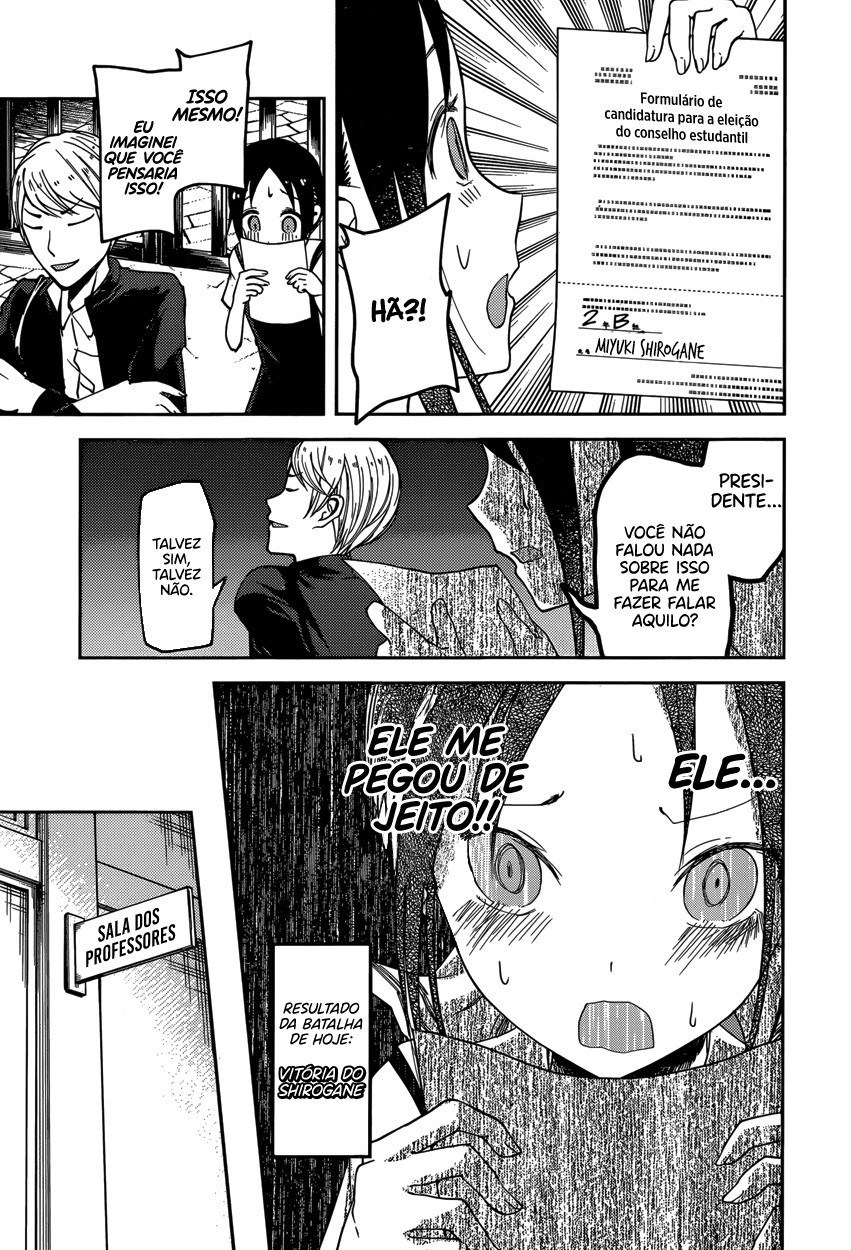 Formulário de
candidatura para a eleição
do conselho estudantil
2 B
MIYUKI SHIROGANE
HÃ?!
ISSO
MESMO!
EU
IMAGINEI
QUE VOCÊ
PENSARIA
ISSO!
PRESI-
DENTE...
VOCÊ NÃO
FALOU NADA
SOBRE ISSO
PARA ME
FAZER FALAR
AQUILO?
TALVEZ
SIM,
TALVEZ
NÃO.
ELE...
ELE ME
PEGOU DE
JEITO!!
RESULTADO
DA BATALHA
DE HOJE:
VITÓRIA DO
SHIROGANE
SALA DOS
PROFESSORES